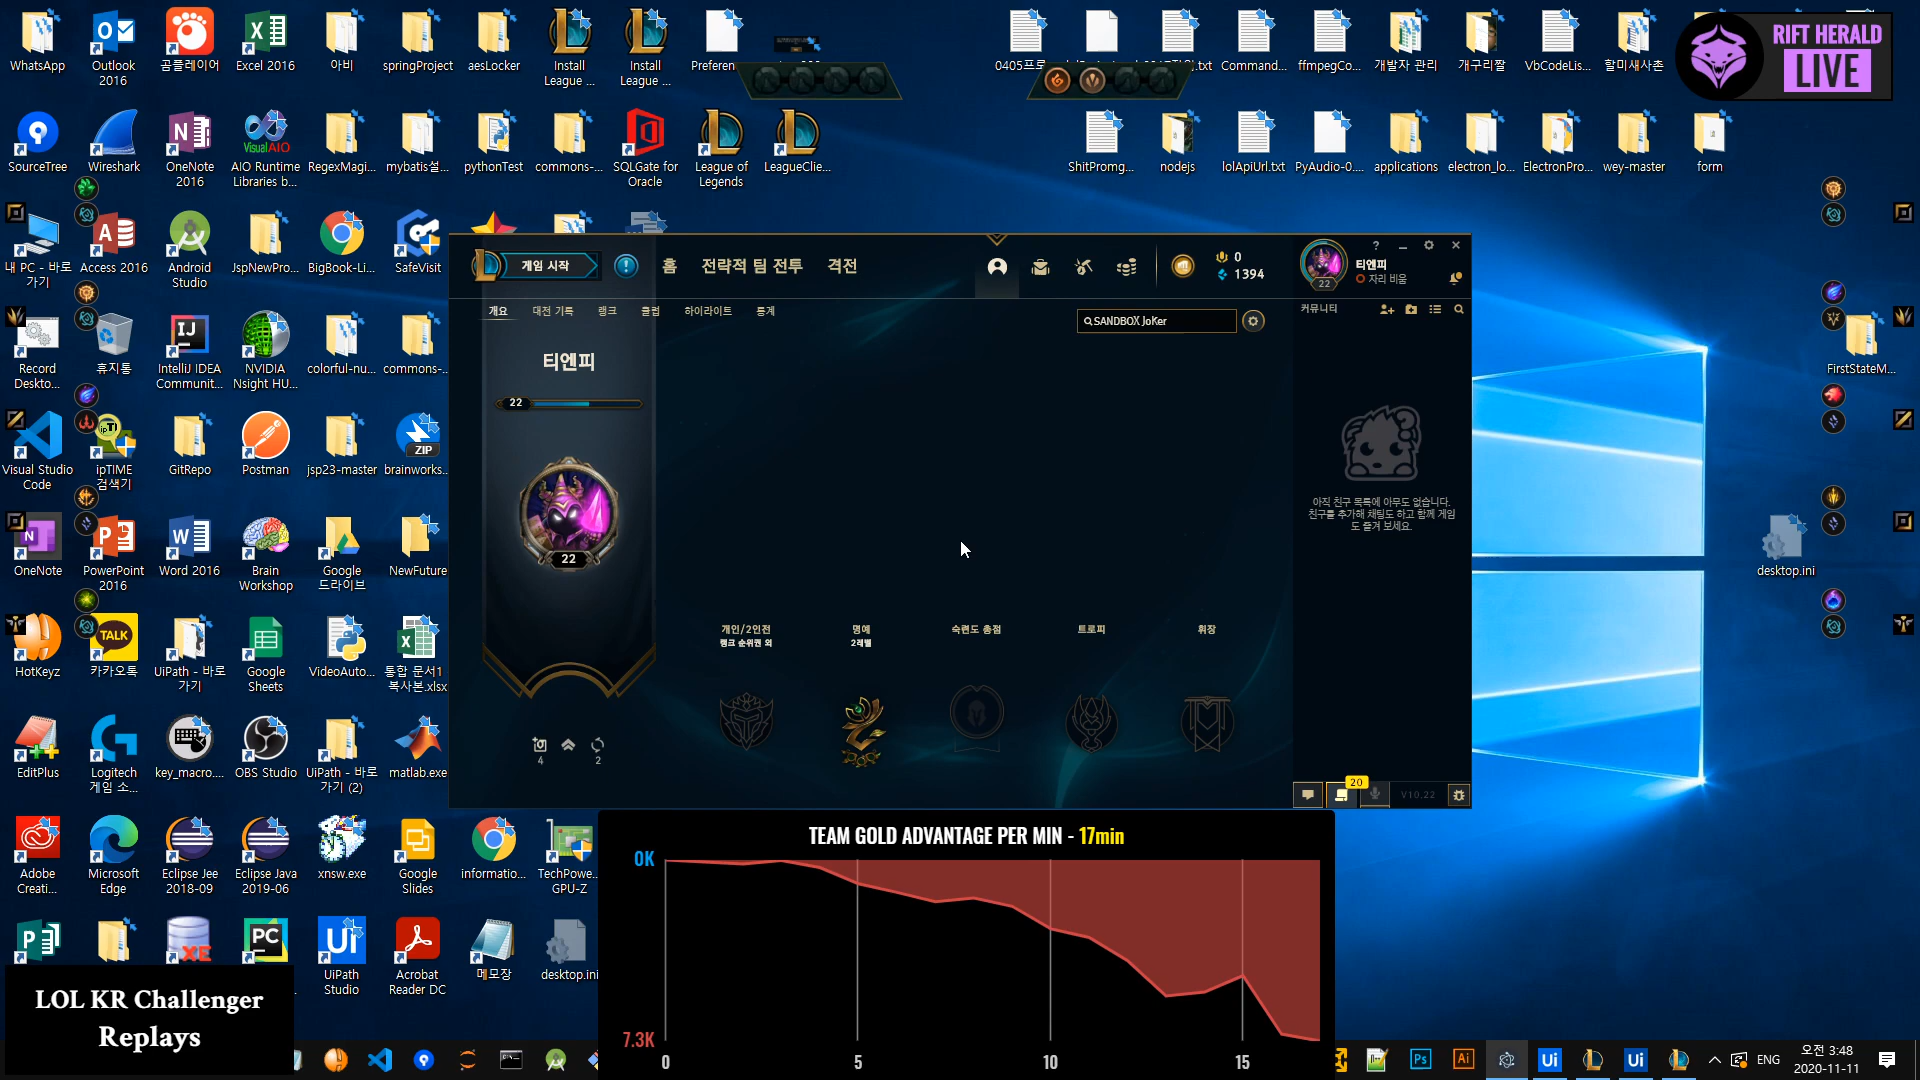 WhatsApp
Outlook
2016
곰플레이어
Excel 2016
아비
springProject
aesLocker
Install
League ...
Install
League ...
Preferen
0405프로
.txt
Command...
ffmpegCo...
개발자 관리
개구리짤
VbCodeLis...
할미새사촌
RIFT HERALD
LIVE
SourceTree
Wireshark
OneNote
2016
AIO Runtime
Libraries b...
RegexMagi...
mybatis설...
pythonTest
commons-...
SQLGate for
Oracle
League of
Legends
LeagueClie...
ShitPromg...
nodejs
lolApiUrl.txt
PyAudio-0....
applications
electron_lo...
ElectronPro...
wey-master
form
내 PC - 바로
가기
Access 2016
Android
Studio
JspNewPro...
BigBook-Li...
SafeVisit
게임 시작
홈
전략적 팀 전투
격전
0
1394
티엔피
자리 비움
22
개요
대전 기록
랭크
클럽
하이라이트
통계
SANDBOX JoKer
커뮤니티
Record
Deskto...
휴지통
IntelliJ IDEA
Communit...
NVIDIA
Nsight HU...
colorful-nu...
commons-...
티엔피
22
FirstStateM...
Visual Studio
Code
ipTIME
검색기
GitRepo
Postman
jsp23-master
brainworks...
22
아직 친구 목록에 아무도 없습니다.
친구를 추가해 채팅도 하고 함께 게임
도 즐겨 보세요.
OneNote
PowerPoint
2016
Word 2016
Brain
Workshop
Google
드라이브
NewFuture
desktop.ini
개인/2인전
랭크 순위권 외
명예
2레벨
숙련도 총점
트로피
휘장
HotKeyz
카카오톡
UiPath - 바로
가기
Google
Sheets
VideoAuto...
통합 문서1
복사본.xlsx
4
2
20
V10.22
EditPlus
Logitech
게임 소...
key_macro....
OBS Studio
UiPath - 바로
가기 (2)
matlab.exe
Adobe
Creati...
Microsoft
Edge
Eclipse Jee
2018-09
Eclipse Java
2019-06
xnsw.exe
Google
Slides
informatio...
TechPowe...
GPU-Z
TEAM GOLD ADVANTAGE PER MIN - 17min
0K
7.3K
0
5
10
15
UiPath
Studio
Acrobat
Reader DC
메모장
desktop.ini
LOL KR Challenger
Replays
ENG
오전 3:48
2020-11-11